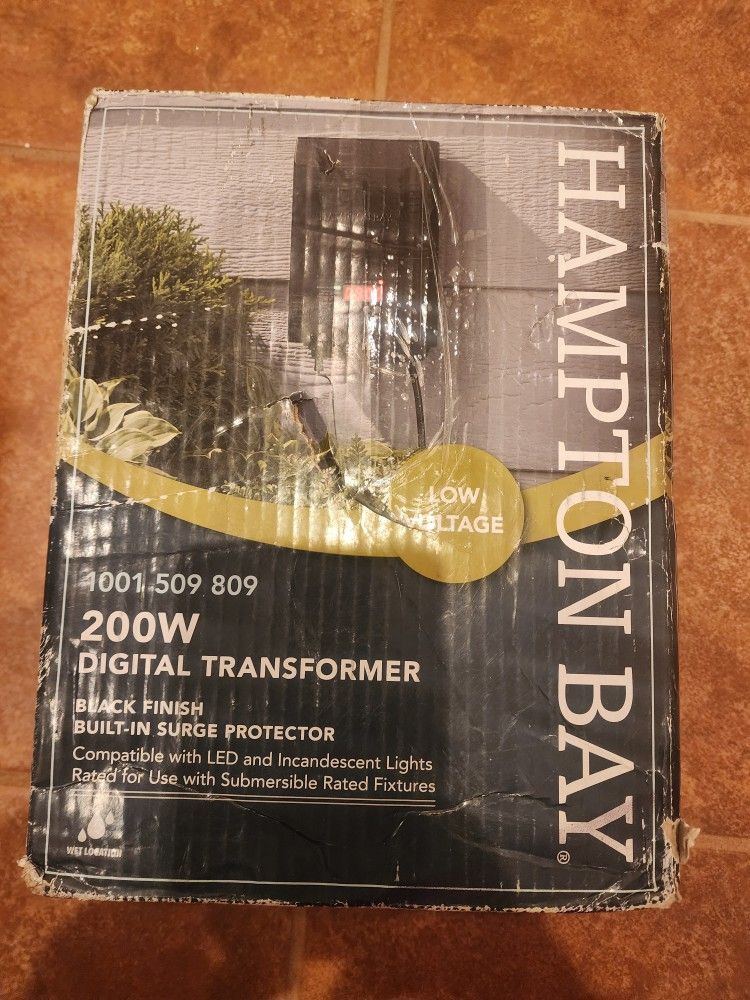 HAMPTON BAY®
LOW
VOLTAGE
1001 509 809
200W
DIGITAL TRANSFORMER
BLACK FINISH
BUILT-IN SURGE PROTECTOR
Compatible with LED and Incandescent Lights
Rated for Use with Submersible Rated Fixtures
WET LOCATION